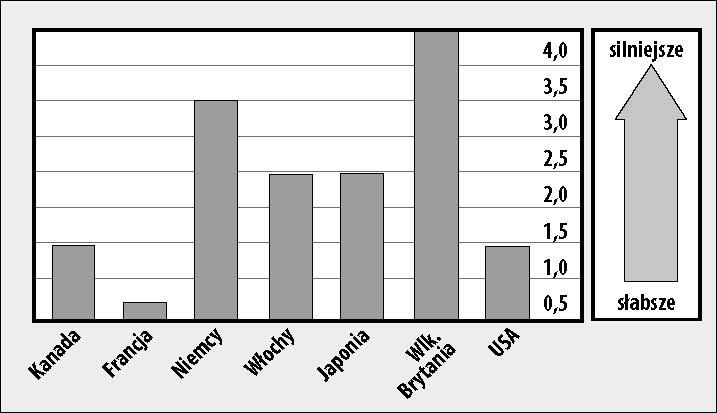 4,0
3,5
3,0
2,5
2,0
1,5
1,0
0,5
silniejsze
słabsze
Kanada
Francja
Niemcy
Włochy
Japonia
Wlk.
Brytania
USA